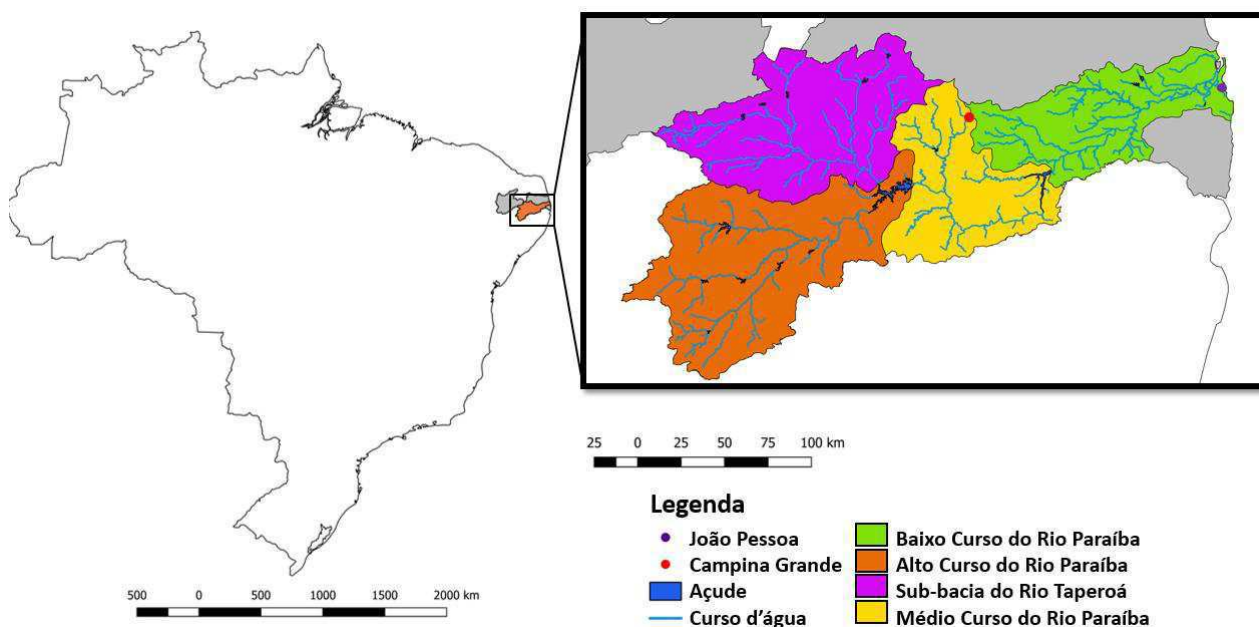 25 0 25 50 75 100 km
Legenda
João Pessoa
Campina Grande
Açude
Curso d'água
Baixo Curso do Rio Paraíba
Alto Curso do Rio Paraíba
Sub-bacia do Rio Taperoá
Médio Curso do Rio Paraíba
500 0 500 1000 1500 2000 km